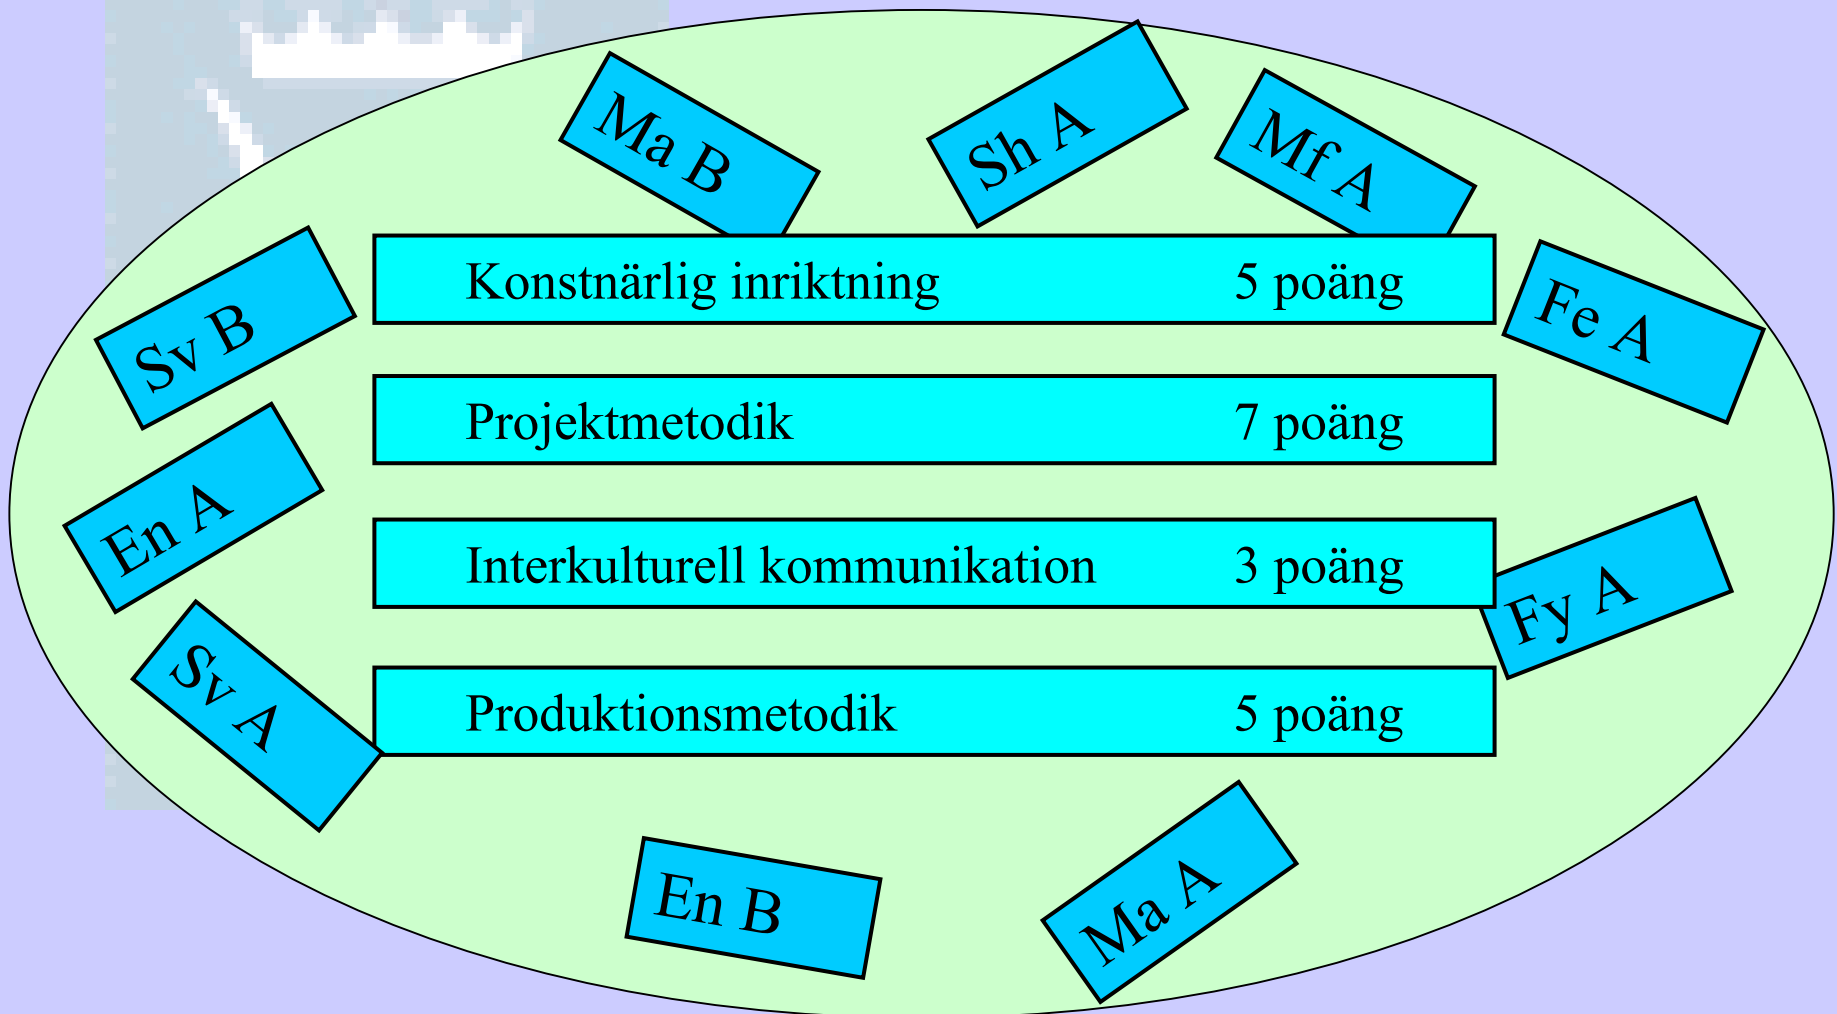 Ma B
Sh A
Mf A
Sv B
Konstnärlig inriktning 5 poäng
Fe A
Projektmetodik 7 poäng
En A
Interkulturell kommunikation 3 poäng
Fy A
Sv A
Produktionsmetodik 5 poäng
En B
Ma A